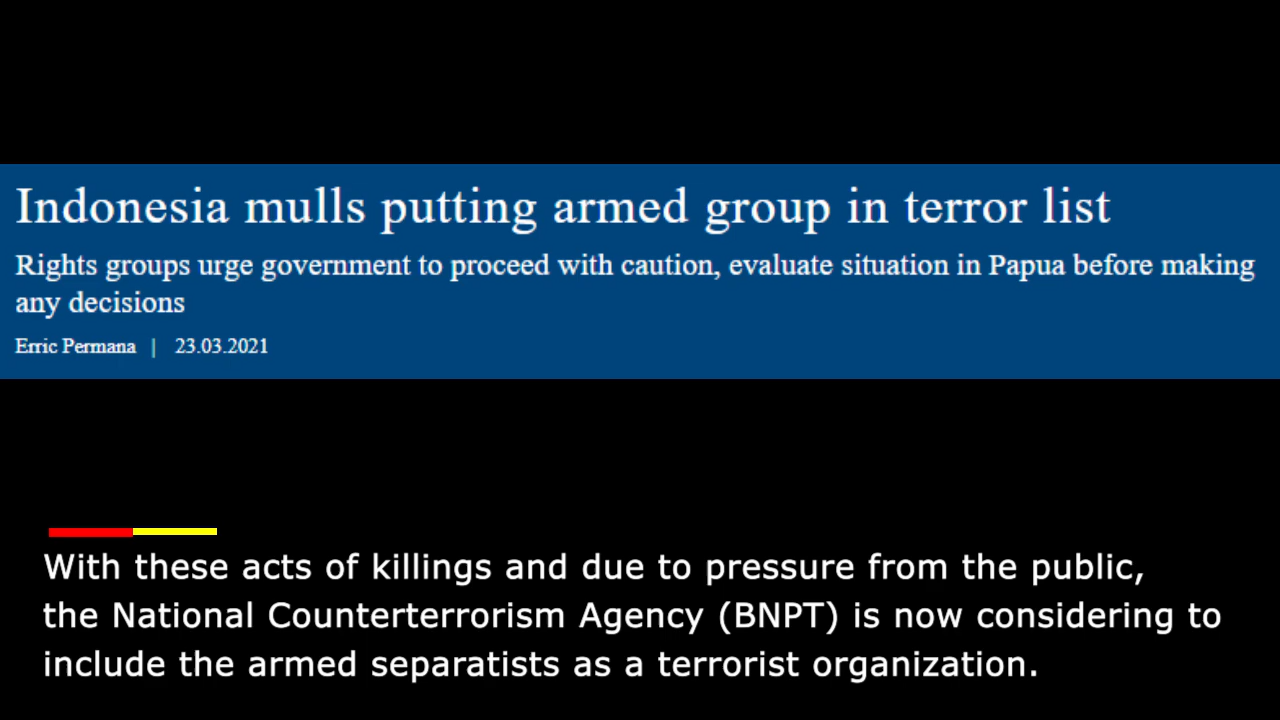 Indonesia mulls putting armed group in terror list
Rights groups urge government to proceed with caution, evaluate situation in Papua before making
any decisions
Erric Permana | 23.03.2021
With these acts of killings and due to pressure from the public,
the National Counterterrorism Agency (BNPT) is now considering to
include the armed separatists as a terrorist organization.